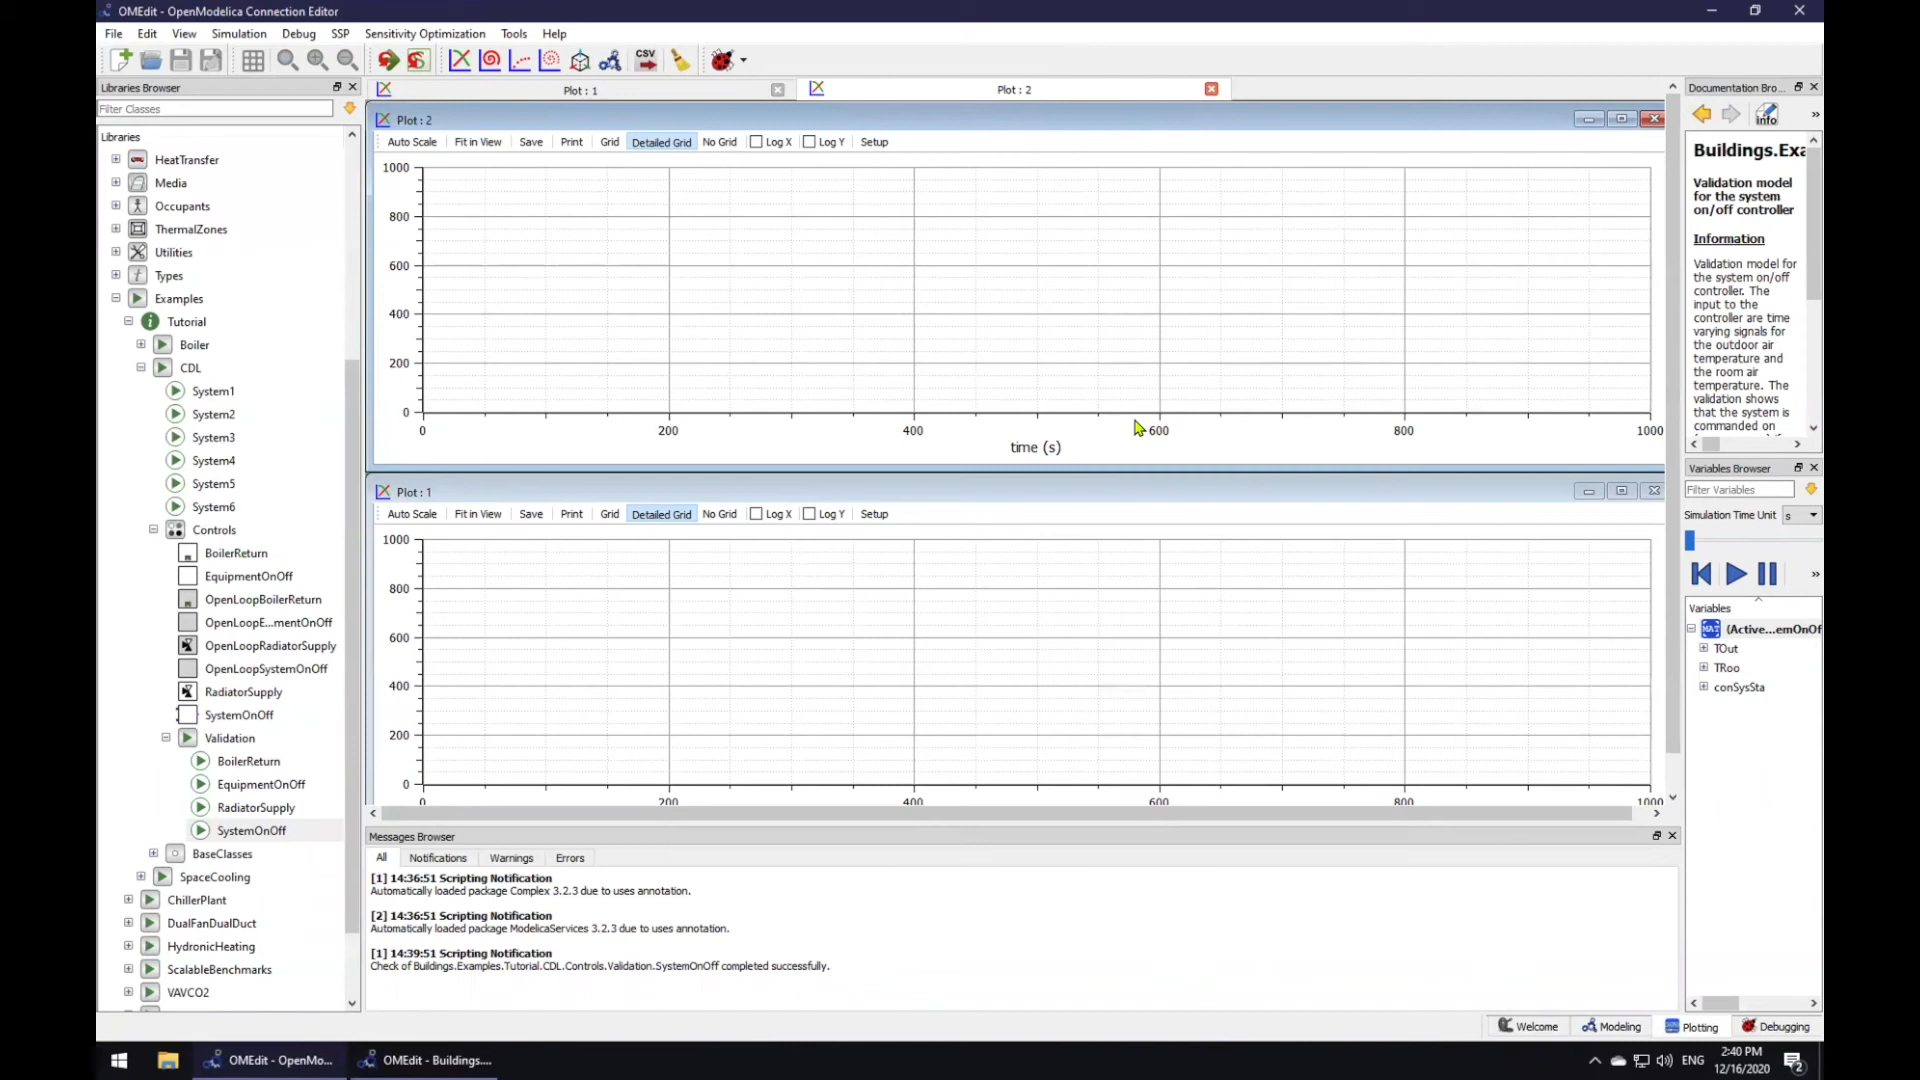 OMEdit - OpenModelica Connection Editor
File Edit View Simulation Debug SSP Sensitivity Optimization Tools Help
CSV
Libraries Browser
Filter Classes
Libraries
HeatTransfer
Media
Occupants
ThermalZones
Utilities
Types
Examples
Tutorial
Boiler
CDL
System1
System2
System3
System4
System5
System6
Controls
BoilerReturn
EquipmentOnOff
OpenLoopBoilerReturn
OpenLoopE...mentOnOff
OpenLoopRadiatorSupply
OpenLoopSystemOnOff
RadiatorSupply
SystemOnOff
Validation
BoilerReturn
EquipmentOnOff
RadiatorSupply
SystemOnOff
BaseClasses
SpaceCooling
ChillerPlant
DualFanDualDuct
HydronicHeating
ScalableBenchmarks
VAVCO2
Plot : 1
Plot : 2
Plot : 2
Auto Scale Fit in View Save Print Grid Detailed Grid No Grid Log X Log Y Setup
1000
800
600
400
200
0
0 200 400 600 800 1000
time (s)
Plot : 1
Auto Scale Fit in View Save Print Grid Detailed Grid No Grid Log X Log Y Setup
1000
800
600
400
200
0
0 200 400 600 800 1000
Messages Browser
All Notifications Warnings Errors
[1] 14:36:51 Scripting Notification
Automatically loaded package Complex 3.2.3 due to uses annotation.
[2] 14:36:51 Scripting Notification
Automatically loaded package ModelicaServices 3.2.3 due to uses annotation.
[1] 14:39:51 Scripting Notification
Check of Buildings.Examples.Tutorial.CDL.Controls.Validation.SystemOnOff completed successfully.
Documentation Bro...
info
»
Buildings.Exa
Validation model
for the system
on/off controller
Information
Validation model for
the system on/off
controller. The
input to the
controller are time
varying signals for
the outdoor air
temperature and
the room air
temperature. The
validation shows
that the system is
commanded on
Variables Browser
Filter Variables
Simulation Time Unit s
»
Variables
MAT (Active...emOnOff
TOut
TRoo
conSysSta
Welcome Modeling Plotting Debugging
OMEdit - OpenMo...
OMEdit - Buildings....
ENG
2:40 PM
12/16/2020
2